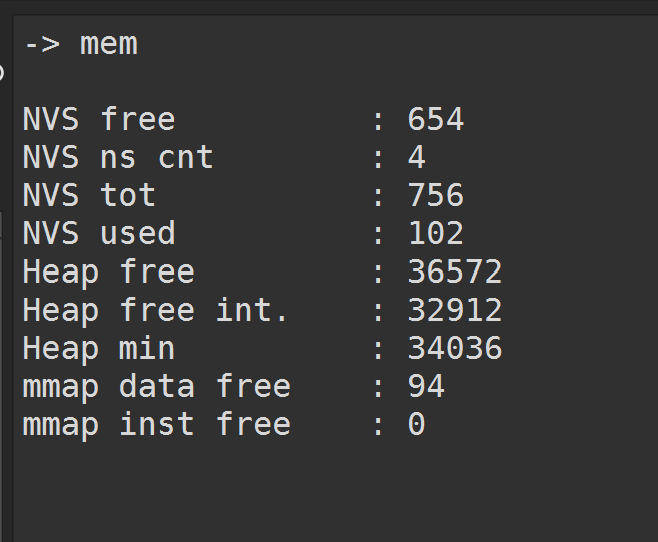 -> mem
NVS free : 654
NVS ns cnt : 4
NVS tot : 756
NVS used : 102
Heap free : 36572
Heap free int. : 32912
Heap min : 34036
mmap data free : 94
mmap inst free : 0